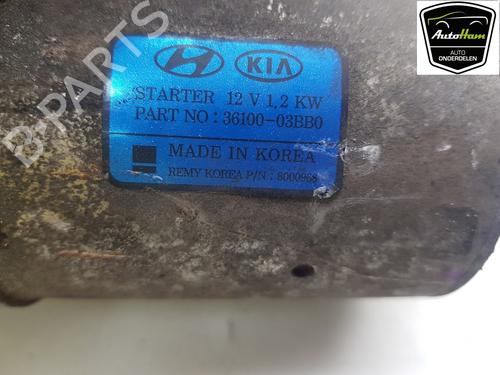 AutoHam
AUTO
ONDERDELEN
KIA
STARTER 12 V 1,2 KW
PART NO : 36100-03BB0
MADE IN KOREA
REMY KOREA P/N : 8000968
B-PARTS